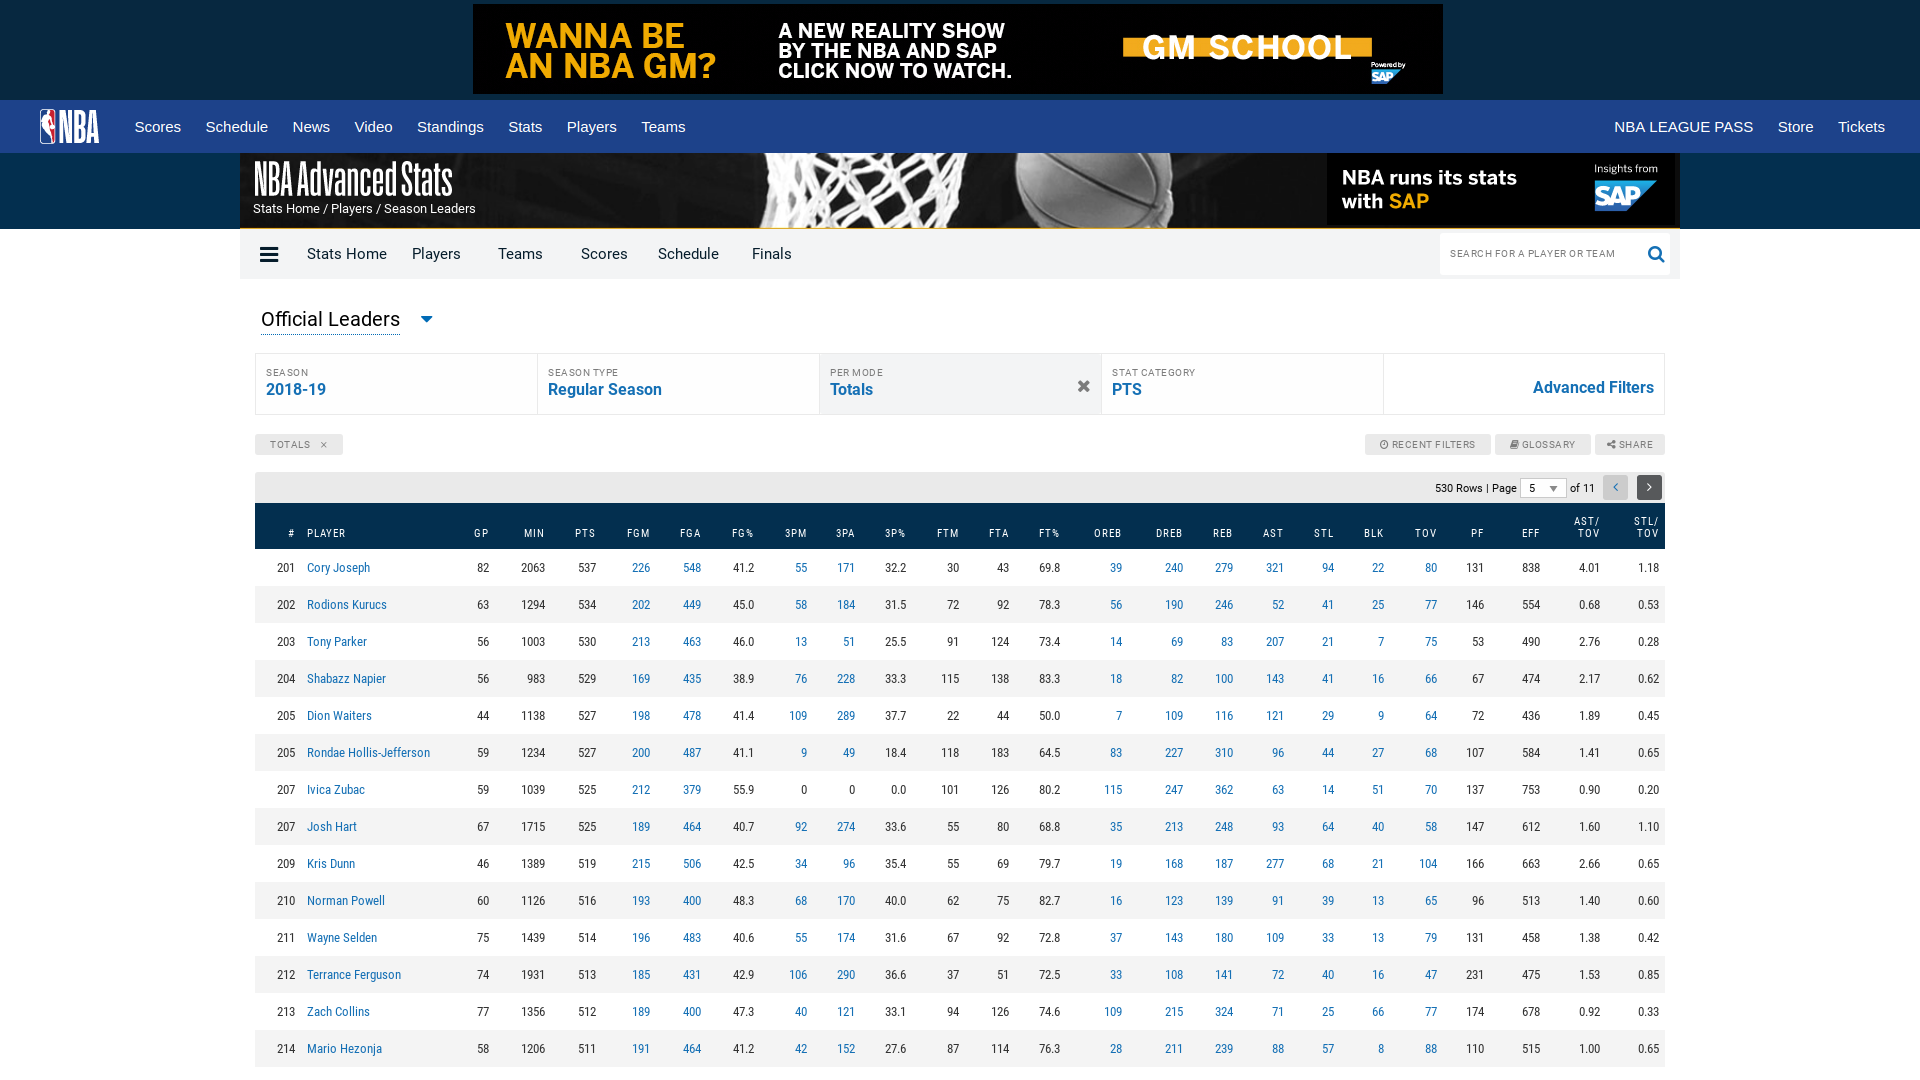 WANNA BE
AN NBA GM?
A NEW REALITY SHOW
BY THE NBA AND SAP
CLICK NOW TO WATCH.
GM SCHOOL
Powered by
SAP
NBA Scores Schedule News Video Standings Stats Players Teams NBA LEAGUE PASS Store Tickets
NBA Advanced Stats
Stats Home / Players / Season Leaders
NBA runs its stats
with SAP
Insights from
SAP
Stats Home Players Teams Scores Schedule Finals SEARCH FOR A PLAYER OR TEAM
Official Leaders
SEASON
2018-19
SEASON TYPE
Regular Season
PER MODE
Totals
STAT CATEGORY
PTS
Advanced Filters
TOTALS × RECENT FILTERS GLOSSARY SHARE
530 Rows | Page 5 of 11
# PLAYER GP MIN PTS FGM FGA FG% 3PM 3PA 3P% FTM FTA FT% OREB DREB REB AST STL BLK TOV PF EFF AST/TOV STL/TOV
201 Cory Joseph 82 2063 537 226 548 41.2 55 171 32.2 30 43 69.8 39 240 279 321 94 22 80 131 838 4.01 1.18
202 Rodions Kurucs 63 1294 534 202 449 45.0 58 184 31.5 72 92 78.3 56 190 246 52 41 25 77 146 554 0.68 0.53
203 Tony Parker 56 1003 530 213 463 46.0 13 51 25.5 91 124 73.4 14 69 83 207 21 7 75 53 490 2.76 0.28
204 Shabazz Napier 56 983 529 169 435 38.9 76 228 33.3 115 138 83.3 18 82 100 143 41 16 66 67 474 2.17 0.62
205 Dion Waiters 44 1138 527 198 478 41.4 109 289 37.7 22 44 50.0 7 109 116 121 29 9 64 72 436 1.89 0.45
205 Rondae Hollis-Jefferson 59 1234 527 200 487 41.1 9 49 18.4 118 183 64.5 83 227 310 96 44 27 68 107 584 1.41 0.65
207 Ivica Zubac 59 1039 525 212 379 55.9 0 0 0.0 101 126 80.2 115 247 362 63 14 51 70 137 753 0.90 0.20
207 Josh Hart 67 1715 525 189 464 40.7 92 274 33.6 55 80 68.8 35 213 248 93 64 40 58 147 612 1.60 1.10
209 Kris Dunn 46 1389 519 215 506 42.5 34 96 35.4 55 69 79.7 19 168 187 277 68 21 104 166 663 2.66 0.65
210 Norman Powell 60 1126 516 193 400 48.3 68 170 40.0 62 75 82.7 16 123 139 91 39 13 65 96 513 1.40 0.60
211 Wayne Selden 75 1439 514 196 483 40.6 55 174 31.6 67 92 72.8 37 143 180 109 33 13 79 131 458 1.38 0.42
212 Terrance Ferguson 74 1931 513 185 431 42.9 106 290 36.6 37 51 72.5 33 108 141 72 40 16 47 231 475 1.53 0.85
213 Zach Collins 77 1356 512 189 400 47.3 40 121 33.1 94 126 74.6 109 215 324 71 25 66 77 174 678 0.92 0.33
214 Mario Hezonja 58 1206 511 191 464 41.2 42 152 27.6 87 114 76.3 28 211 239 88 57 8 88 110 515 1.00 0.65